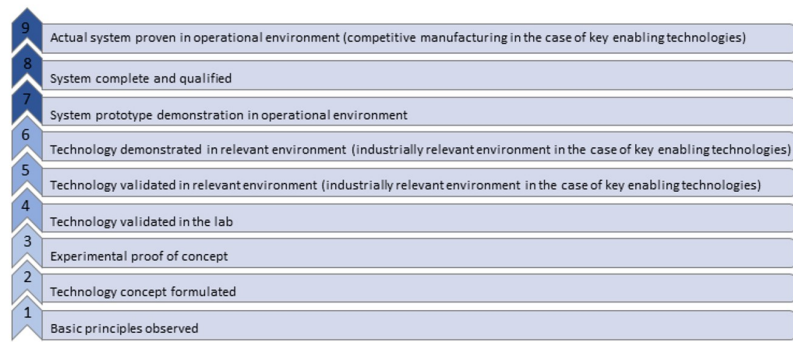 9
Actual system proven in operational environment (competitive manufacturing in the case of key enabling technologies)
8
System complete and qualified
7
System prototype demonstration in operational environment
6
Technology demonstrated in relevant environment (industrially relevant environment in the case of key enabling technologies)
5
Technology validated in relevant environment (industrially relevant environment in the case of key enabling technologies)
4
Technology validated in the lab
3
Experimental proof of concept
2
Technology concept formulated
1
Basic principles observed